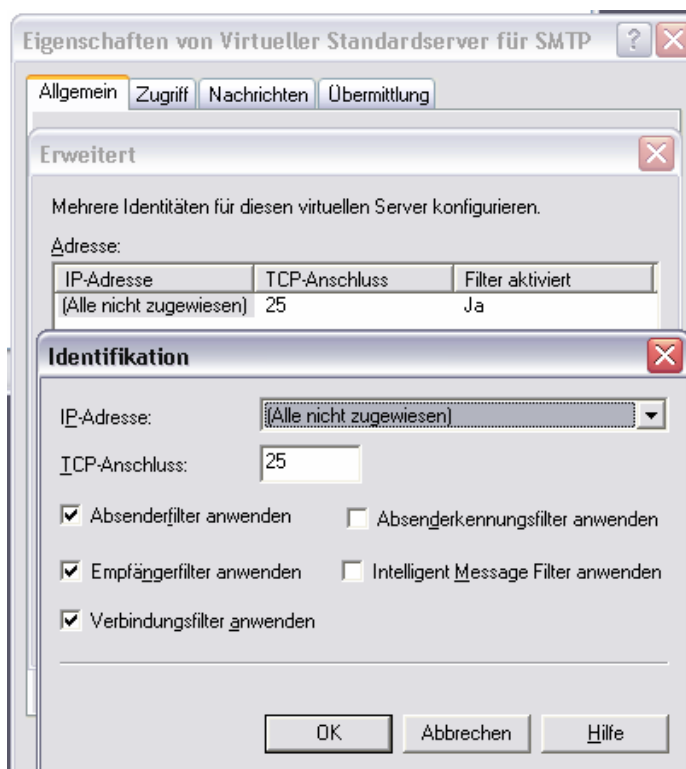 Eigenschaften von Virtueller Standardserver für SMTP
Allgemein Zugriff Nachrichten Übermittlung
Erweitert
Mehrere Identitäten für diesen virtuellen Server konfigurieren.
Adresse:
IP-Adresse TCP-Anschluss Filter aktiviert
(Alle nicht zugewiesen) 25 Ja
Identifikation
IP-Adresse: (Alle nicht zugewiesen)
TCP-Anschluss: 25
Absenderfilter anwenden Absenderkennungsfilter anwenden
Empfängerfilter anwenden Intelligent Message Filter anwenden
Verbindungsfilter anwenden
OK Abbrechen Hilfe